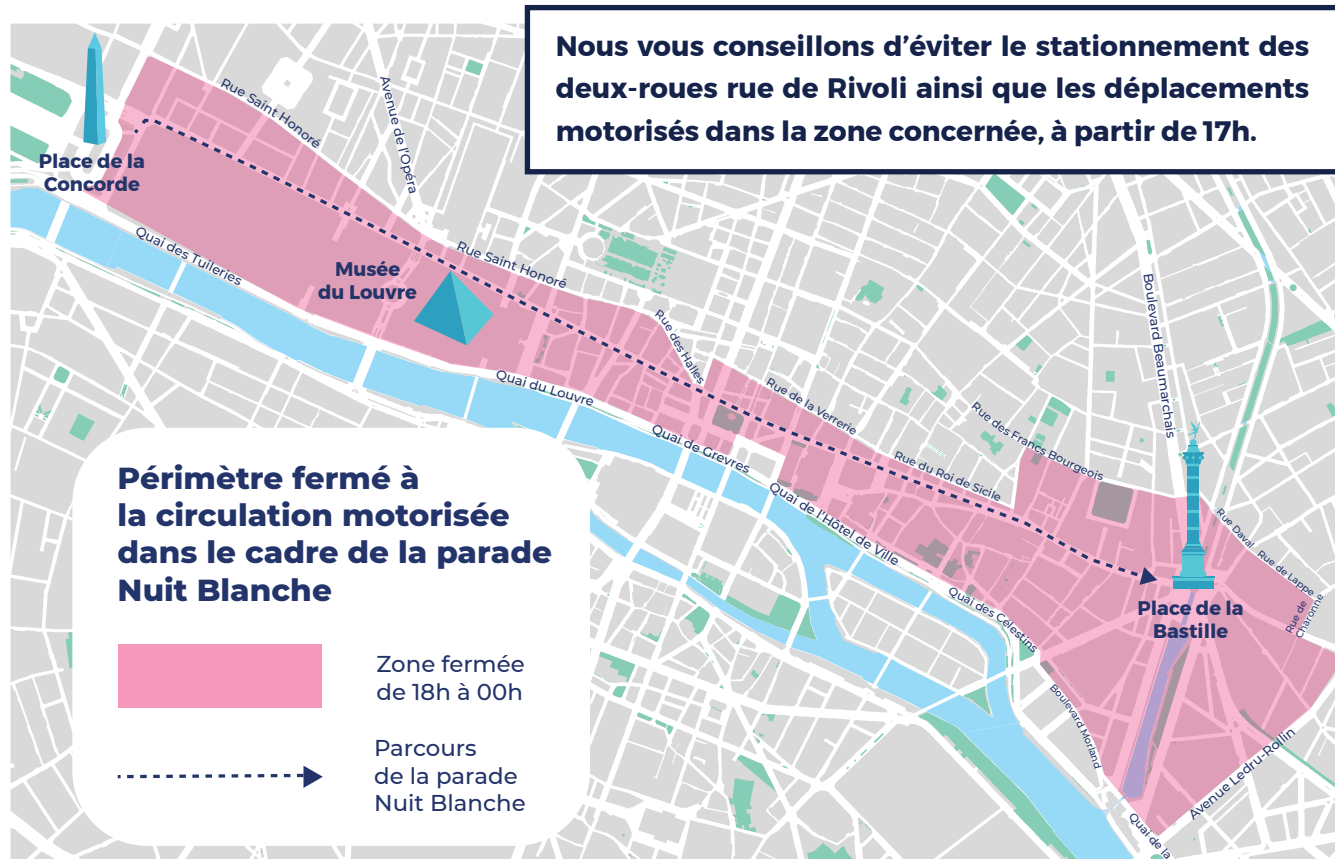 Nous vous conseillons d’éviter le stationnement des
deux-roues rue de Rivoli ainsi que les déplacements
motorisés dans la zone concernée, à partir de 17h.
Place de la
Concorde
Rue Saint Honoré
Avenue de l'Opéra
Quai des Tuileries
Musée
du Louvre
Rue Saint Honoré
Rue des Halles
Quai du Louvre
Quai de Grevres
Rue de la Verrerie
Rue du Roi de Sicile
Rue des Francs Bourgeois
Boulevard Beaumarchais
Quai de l'Hôtel de Ville
Quai des Célestins
Rue Daval
Rue de Lappe
Rue de
Charonne
Place de la
Bastille
Boulevard Morland
Avenue Ledru-Rollin
Quai de la
Périmètre fermé à
la circulation motorisée
dans le cadre de la parade
Nuit Blanche
Zone fermée
de 18h à 00h
Parcours
de la parade
Nuit Blanche